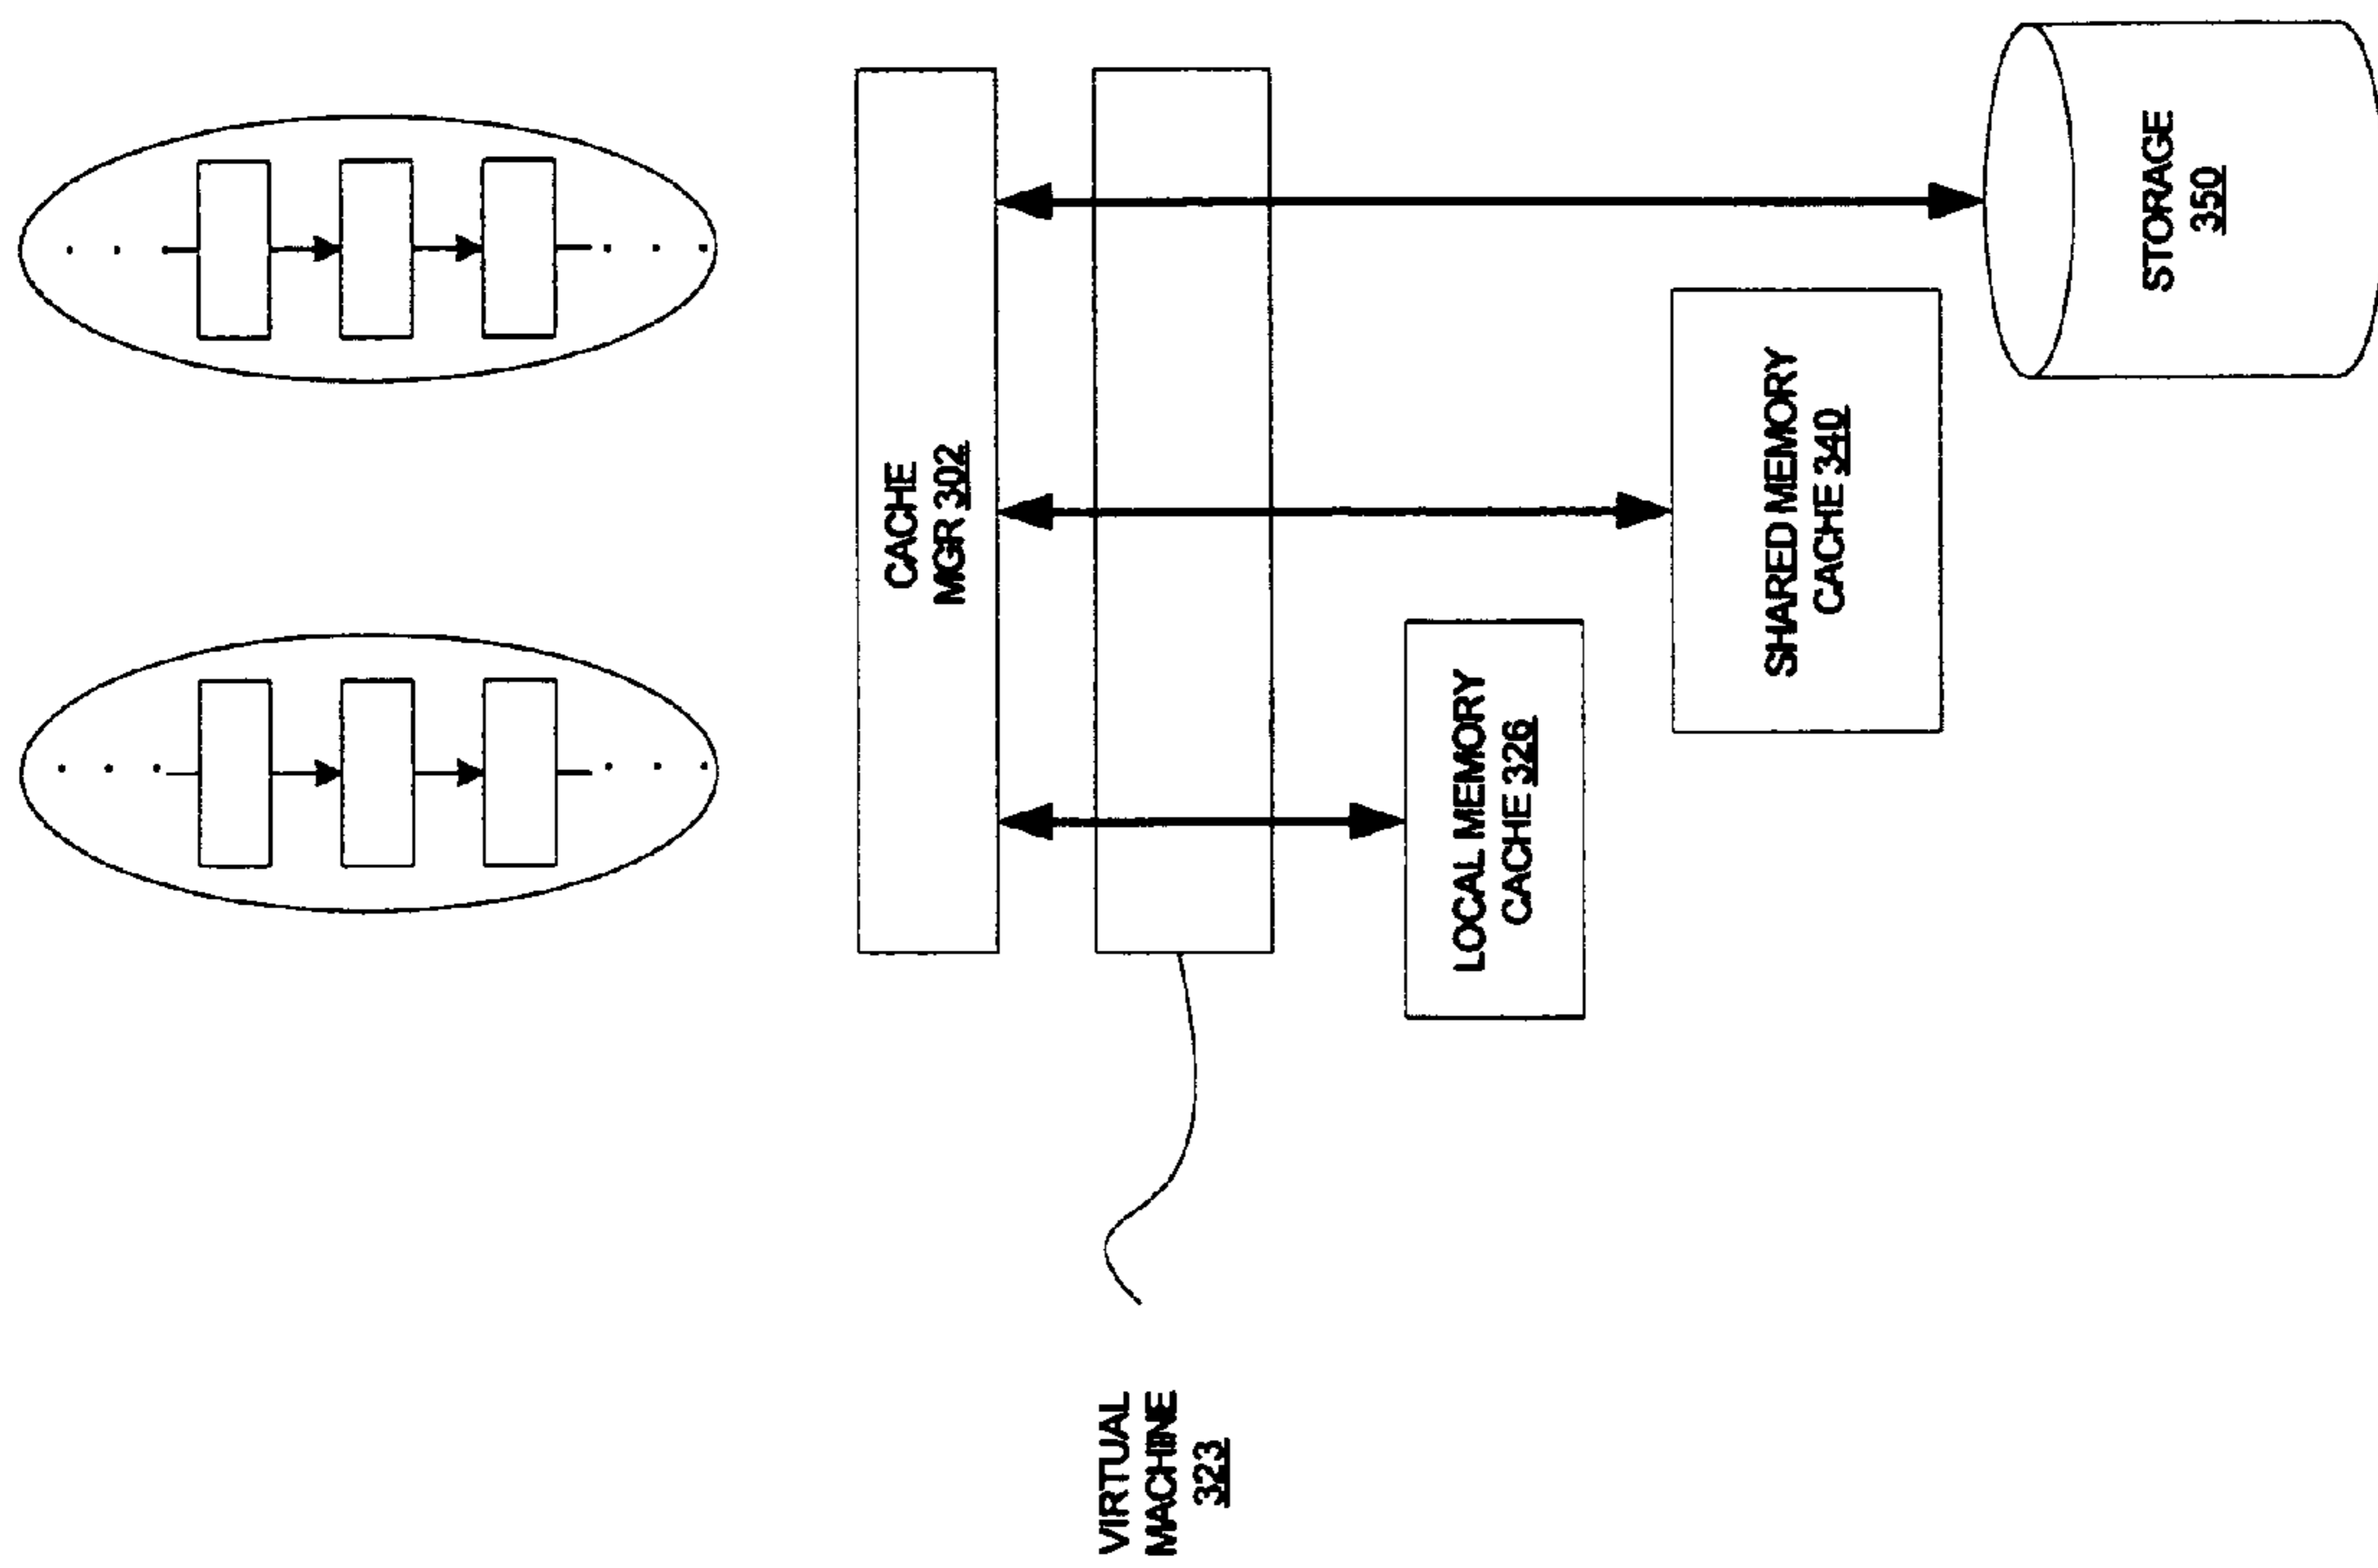 CACHE
MGR 302
VIRTUAL
MACHINE
323
LOCAL MEMORY
CACHE 326
SHARED MEMORY
CACHE 340
STORAGE
350